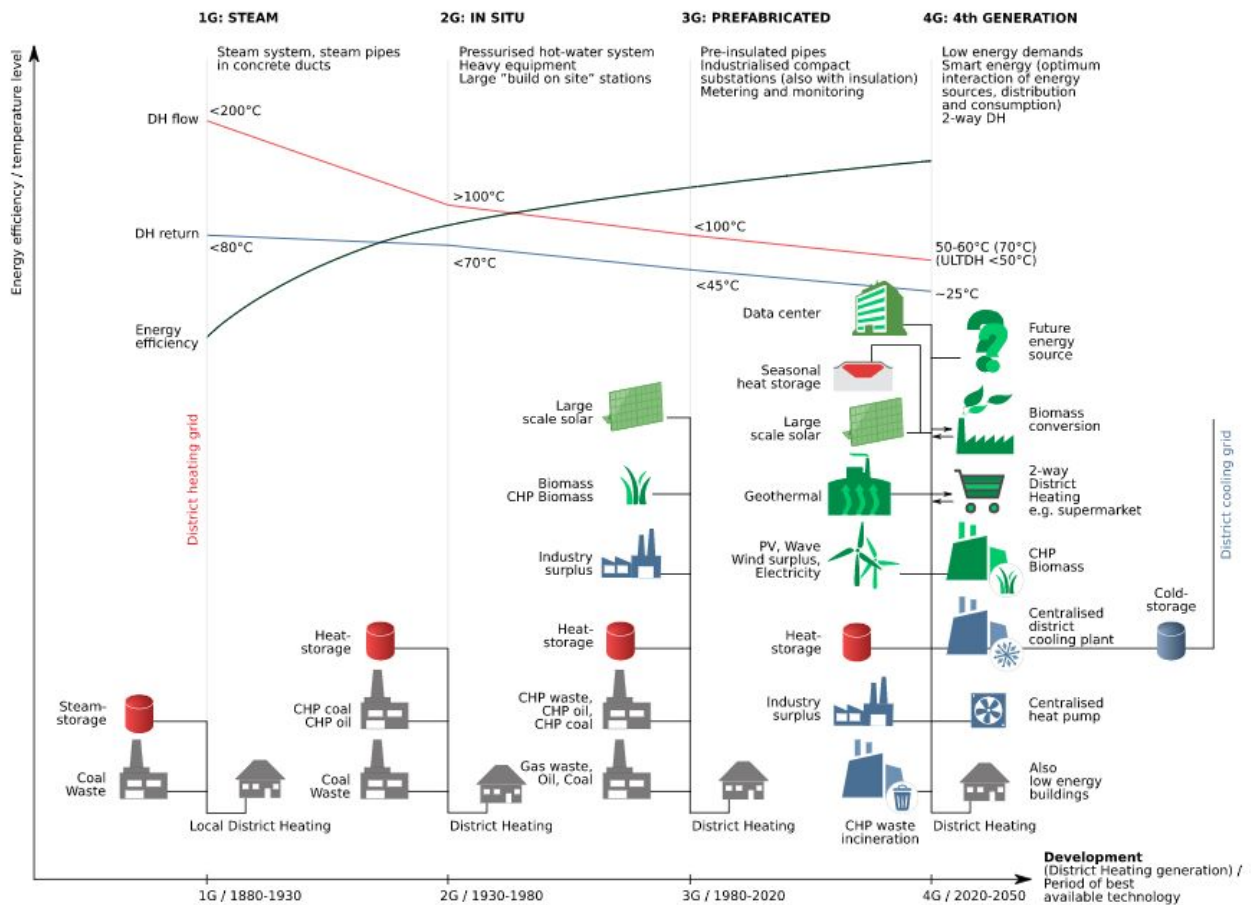 1G: STEAM
2G: IN SITU
3G: PREFABRICATED
4G: 4th GENERATION
Steam system, steam pipes
in concrete ducts
Pressurised hot-water system
Heavy equipment
Large "build on site" stations
Pre-insulated pipes
Industrialised compact
substations (also with insulation)
Metering and monitoring
Low energy demands
Smart energy (optimum
interaction of energy
sources, distribution
and consumption)
2-way DH
Energy efficiency / temperature level
DH flow
<200°C
>100°C
<100°C
50-60°C (70°C)
(ULTDH <50°C)
DH return
<80°C
<70°C
<45°C
~25°C
Energy
efficiency
District heating grid
Steam-
storage
Coal
Waste
Local District Heating
Heat-
storage
CHP coal
CHP oil
Coal
Waste
District Heating
Large
scale solar
Biomass
CHP Biomass
Industry
surplus
Heat-
storage
CHP waste,
CHP oil,
CHP coal
Gas waste,
Oil, Coal
District Heating
Data center
Seasonal
heat storage
Large
scale solar
Geothermal
PV, Wave
Wind surplus,
Electricity
Heat-
storage
Industry
surplus
CHP waste
incineration
Future
energy
source
Biomass
conversion
2-way
District
Heating
e.g. supermarket
CHP
Biomass
Centralised
district
cooling plant
Centralised
heat pump
Also
low energy
buildings
District Heating
Cold-
storage
District cooling grid
Development
(District Heating generation) /
Period of best
available technology
1G / 1880-1930
2G / 1930-1980
3G / 1980-2020
4G / 2020-2050